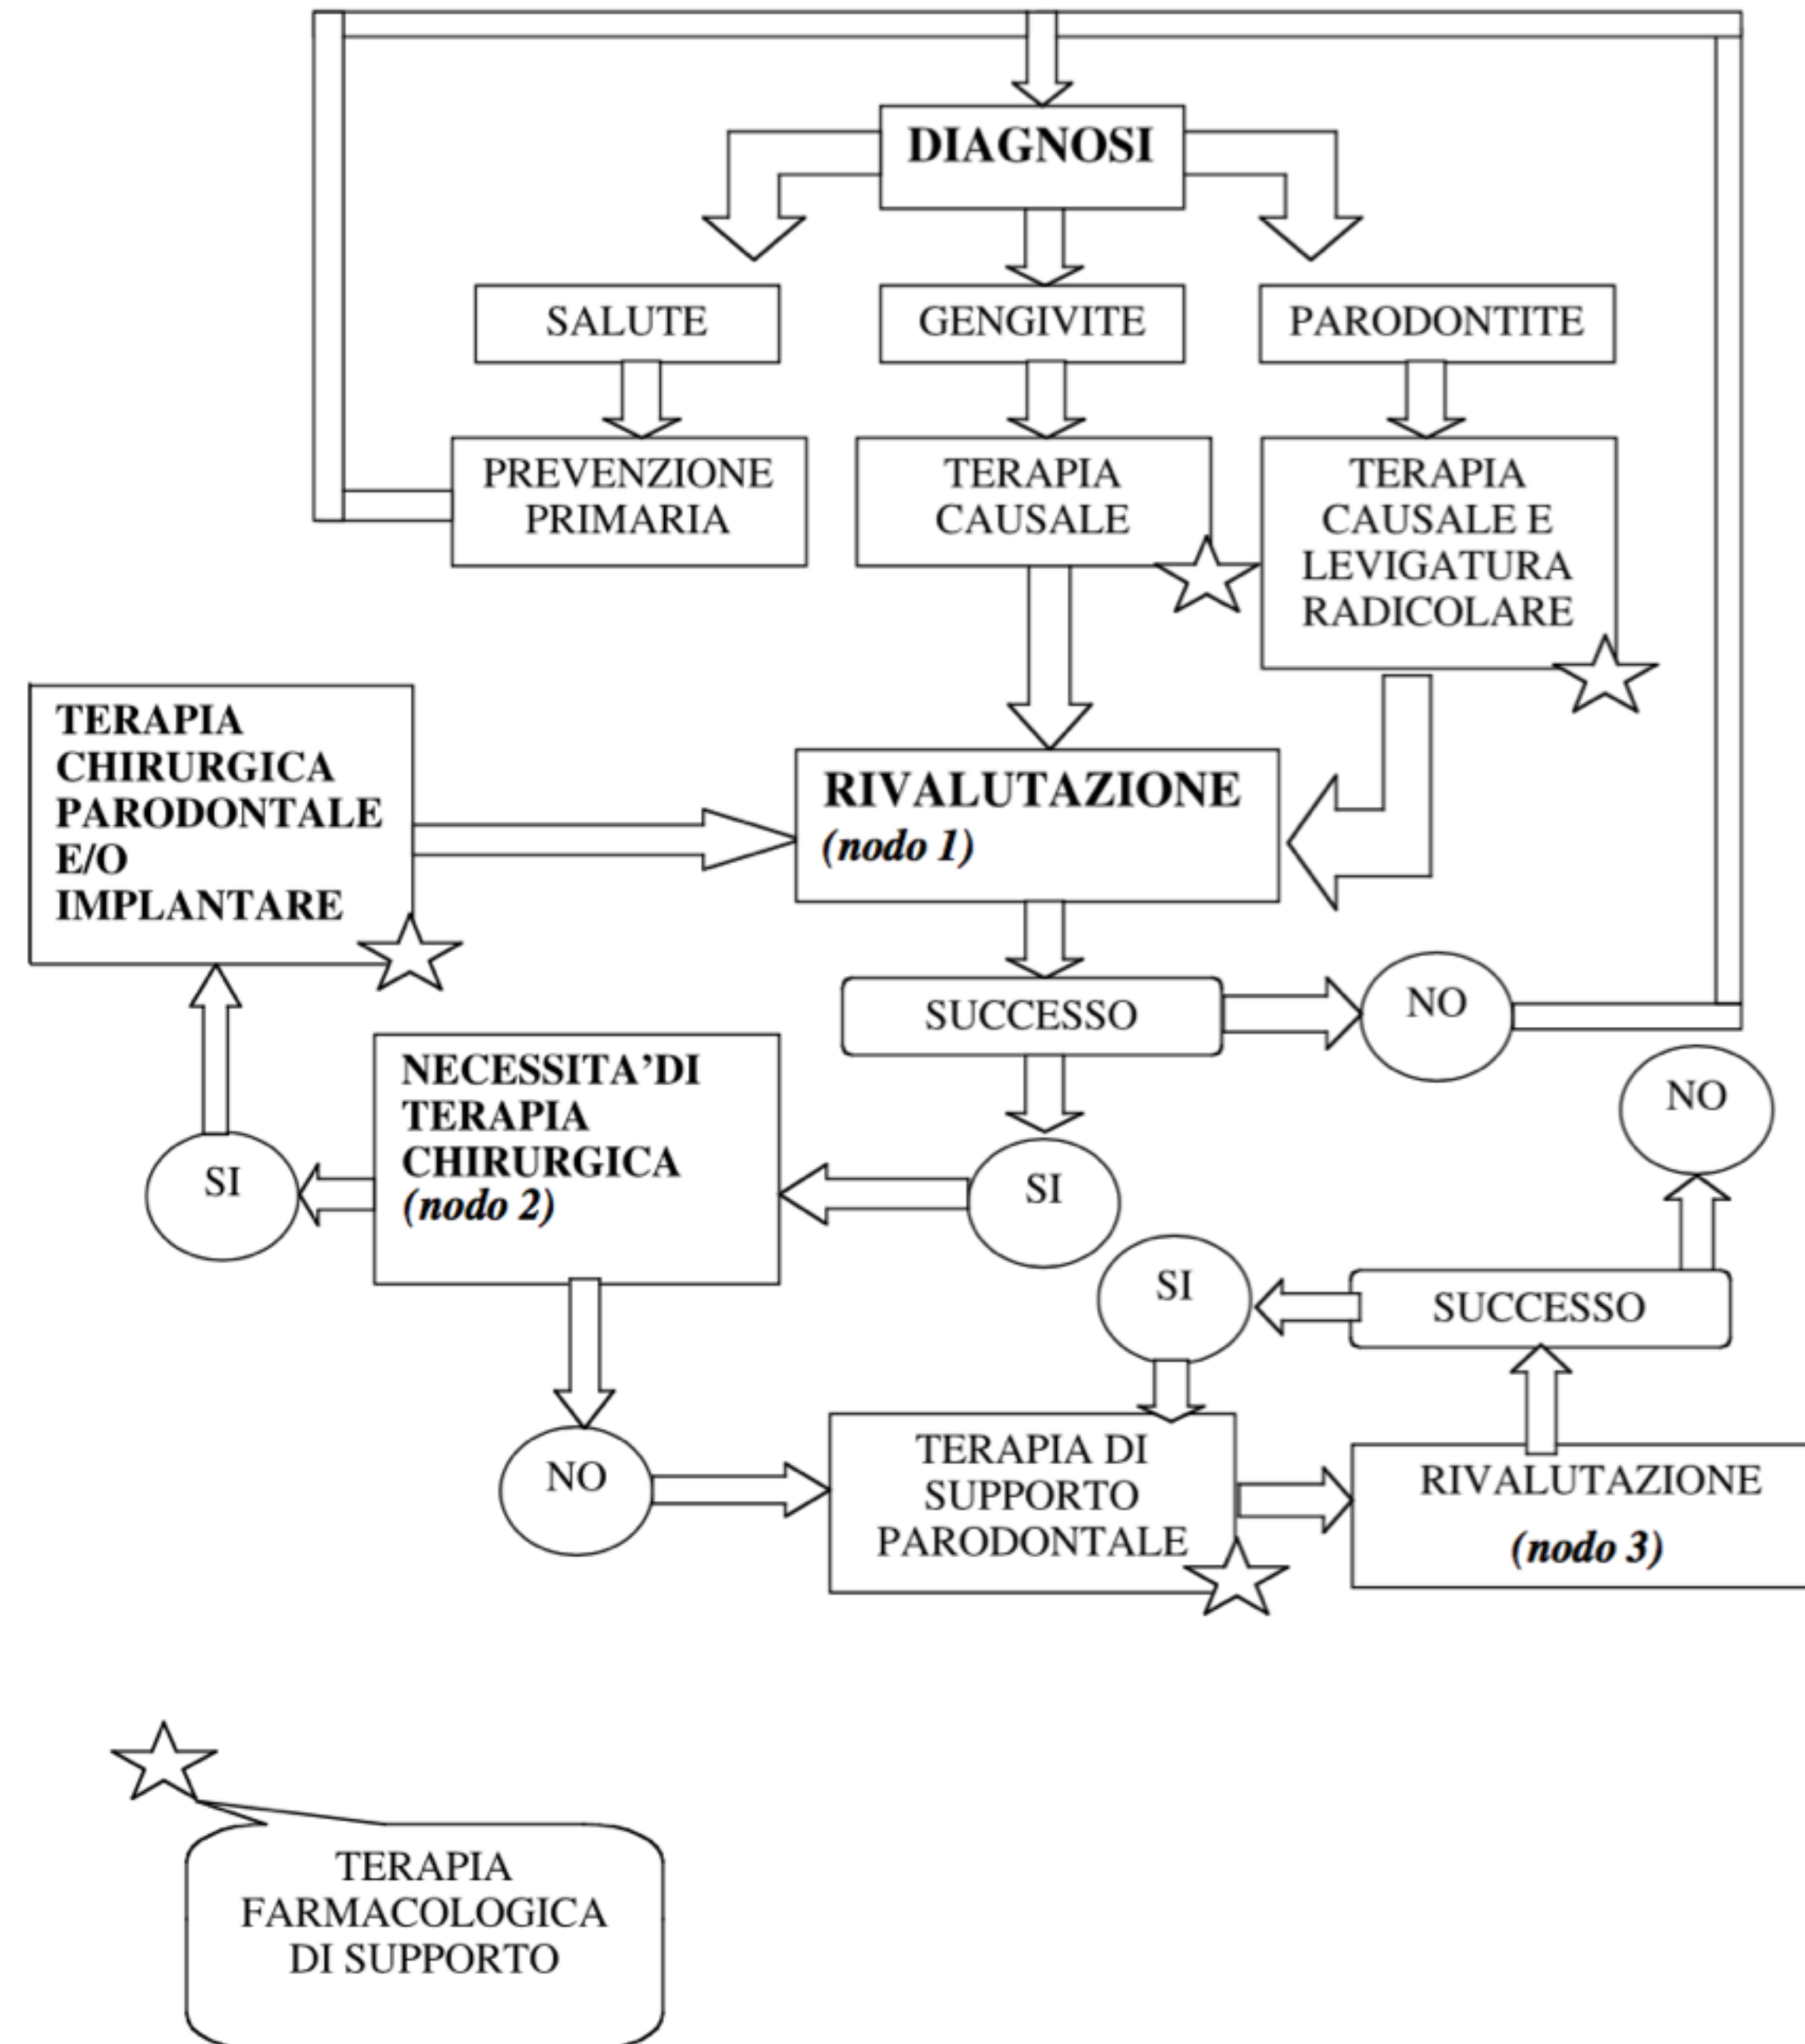 DIAGNOSI
SALUTE
GENGIVITE
PARODONTITE
PREVENZIONE
PRIMARIA
TERAPIA
CAUSALE
TERAPIA
CAUSALE E
LEVIGATURA
RADICOLARE
TERAPIA
CHIRURGICA
PARODONTALE
E/O
IMPLANTARE
RIVALUTAZIONE
(nodo 1)
SUCCESSO
NO
NECESSITA’DI
TERAPIA
CHIRURGICA
(nodo 2)
SI
SI
NO
SI
SUCCESSO
NO
TERAPIA DI
SUPPORTO
PARODONTALE
RIVALUTAZIONE
(nodo 3)
TERAPIA
FARMACOLOGICA
DI SUPPORTO